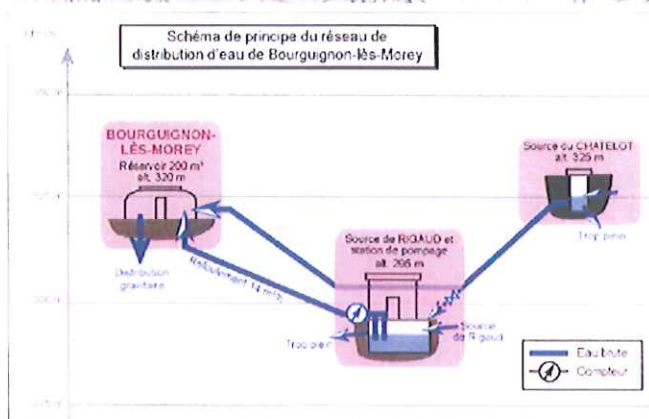 Schéma de principe du réseau de
distribution d'eau de Bourguignon-lès-Morey
BOURGUIGNON-
LÈS-MOREY
Réservoir 200 m³
alt. 320 m
Source du CHATELOT
alt. 325 m
Trop plein
Source de RIGAUD et
station de pompage
alt. 295 m
Distribution
gravitaire
Refoulement 14 m³/h
Trop plein
Source
de Rigaud
Eau brute
Compteur